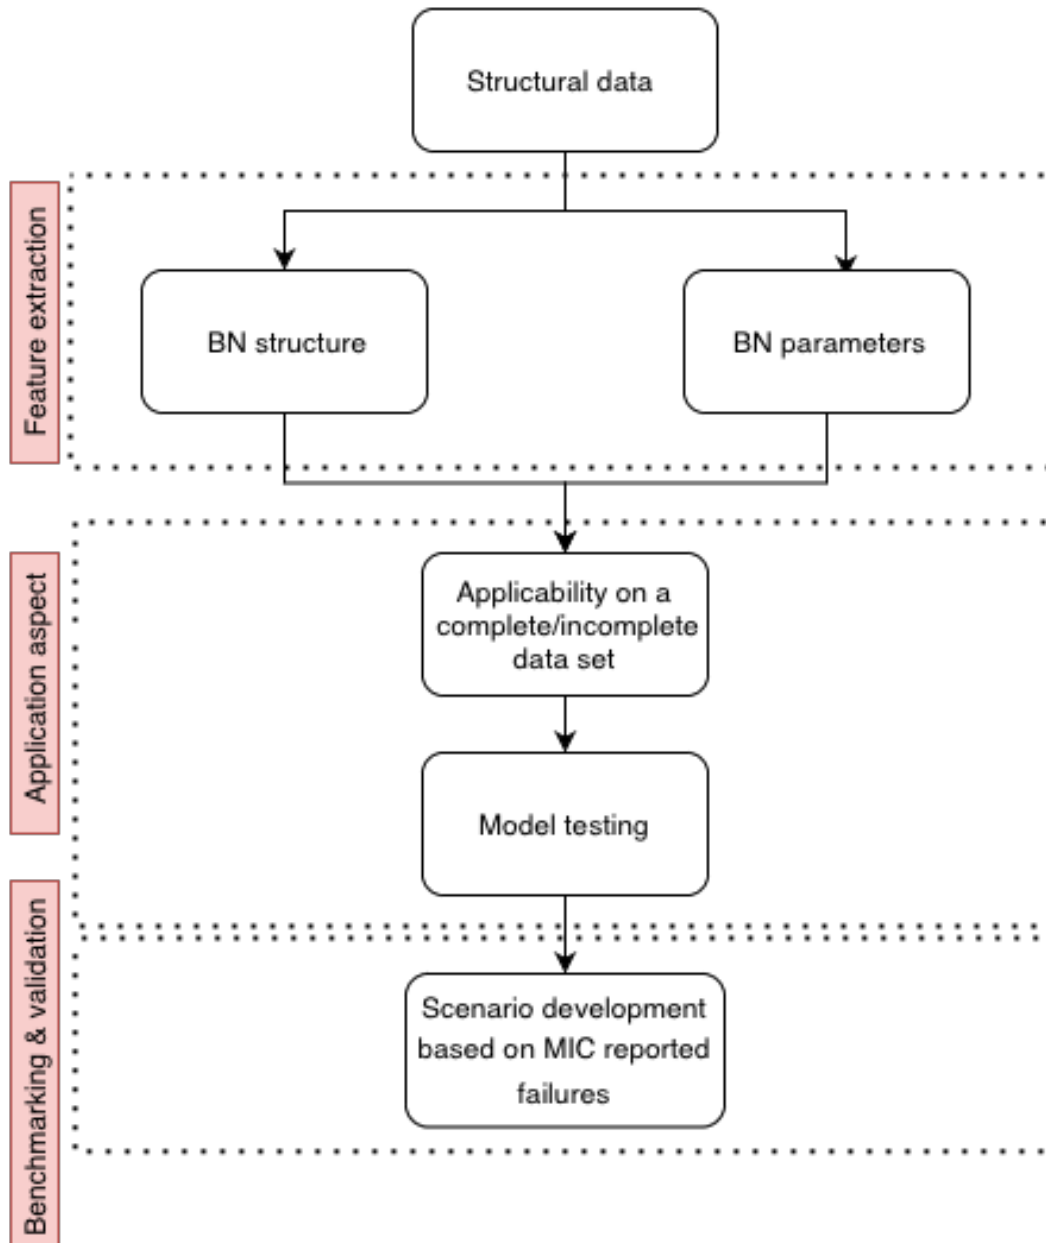 Structural data
Feature extraction
BN structure
BN parameters
Application aspect
Applicability on a
complete/incomplete
data set
Model testing
Benchmarking & validation
Scenario development
based on MIC reported
failures